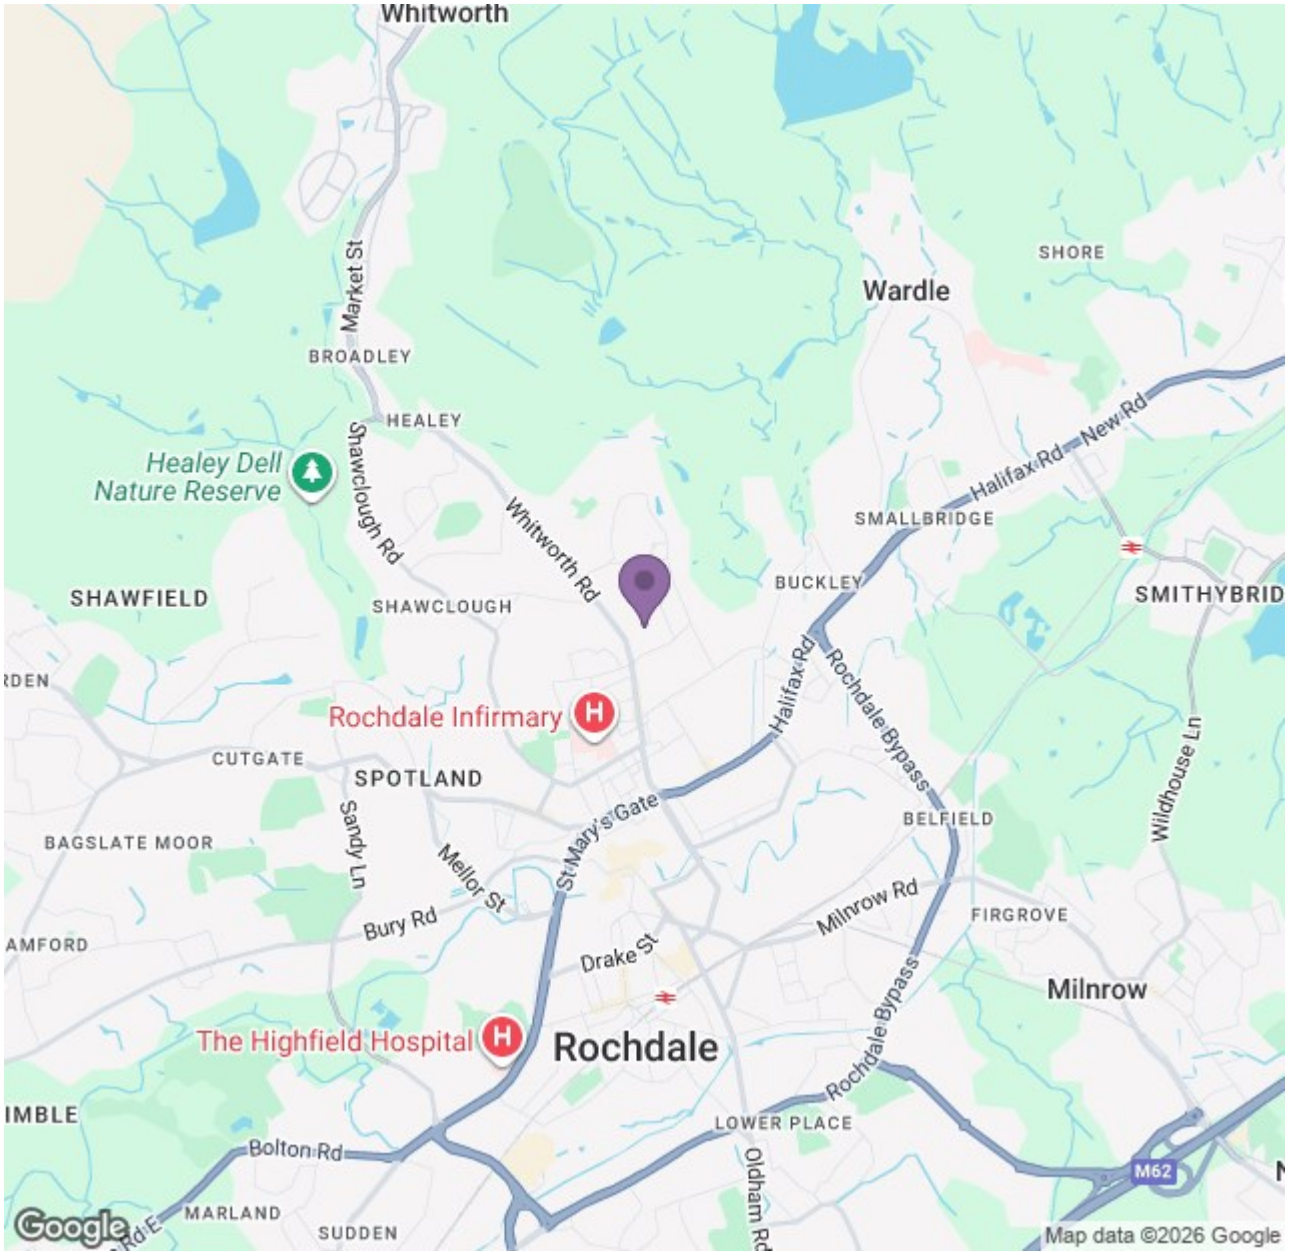 Whitworth
Market St
SHORE
Wardle
BROADLEY
HEALEY
Halifax Rd - New Rd
Healey Dell
Nature Reserve
Shawclough Rd
Whitworth Rd
SMALLBRIDGE
BUCKLEY
SHAWFIELD
SHAWCLOUGH
SMITHYBRID
RDEN
Halifax Rd
Rochdale Bypass
Rochdale Infirmary
H
CUTGATE
SPOTLAND
Wildhouse Ln
St Mary's Gate
BELFIELD
BAGSLATE MOOR
Sandy Ln
Mellor St
Milnrow Rd
Bury Rd
FIRGROVE
AMFORD
Drake St
Milnrow
Rochdale Bypass
The Highfield Hospital
H
Rochdale
IMBLE
LOWER PLACE
Bolton Rd
Oldham Rd
M62
N
MARLAND
SUDDEN
Google
Rd E
Map data ©2026 Google